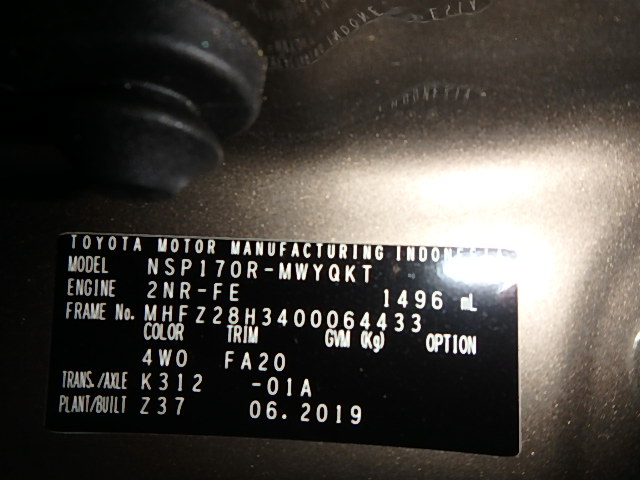 TOYOTA MOTOR MANUFACTURING INDONESIA
MODEL NSP170R-MWYQKT
ENGINE 2NR-FE 1496 mL
FRAME No. MHFZ28H3400064433
COLOR TRIM GVM (Kg) OPTION
4W0 FA20
TRANS./AXLE K312 -01A
PLANT/BUILT Z37 06.2019